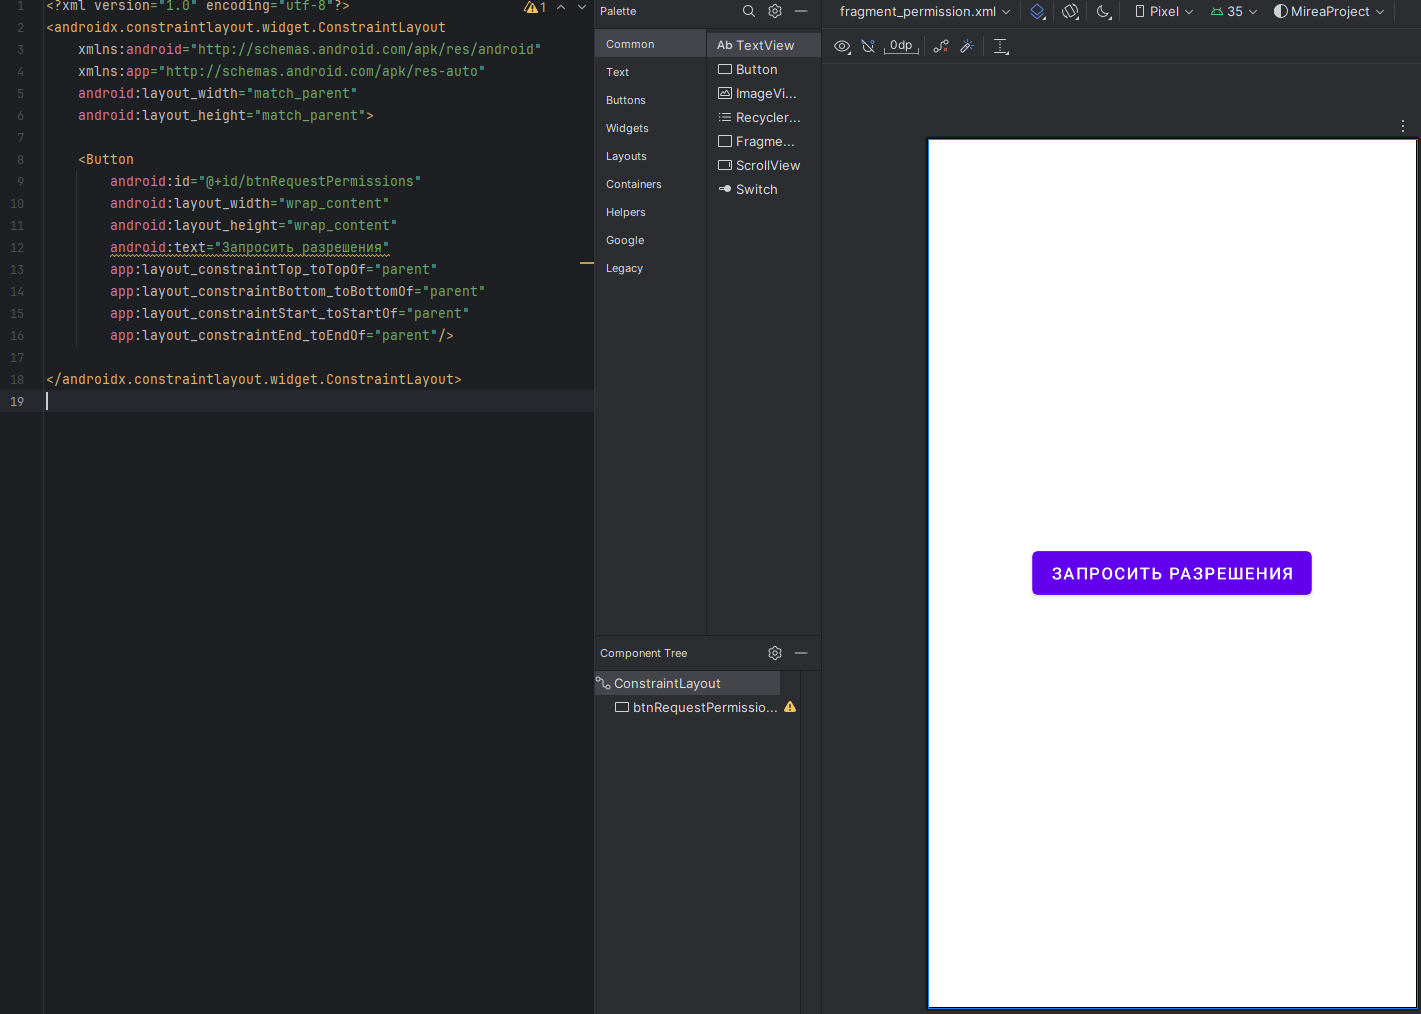 1 <?xml version="1.0" encoding="utf-8"?>
2 <androidx.constraintlayout.widget.ConstraintLayout
3 xmlns:android="http://schemas.android.com/apk/res/android"
4 xmlns:app="http://schemas.android.com/apk/res-auto"
5 android:layout_width="match_parent"
6 android:layout_height="match_parent">
7
8 <Button
9 android:id="@+id/btnRequestPermissions"
10 android:layout_width="wrap_content"
11 android:layout_height="wrap_content"
12 android:text="Запросить разрешения"
13 app:layout_constraintTop_toTopOf="parent"
14 app:layout_constraintBottom_toBottomOf="parent"
15 app:layout_constraintStart_toStartOf="parent"
16 app:layout_constraintEnd_toEndOf="parent"/>
17
18 </androidx.constraintlayout.widget.ConstraintLayout>
19
1
Palette
Common
Text
Buttons
Widgets
Layouts
Containers
Helpers
Google
Legacy
Ab TextView
Button
ImageVi...
Recycler...
Fragme...
ScrollView
Switch
Component Tree
ConstraintLayout
btnRequestPermissio...
fragment_permission.xml
Pixel
35
MireaProject
0dp
ЗАПРОСИТЬ РАЗРЕШЕНИЯ